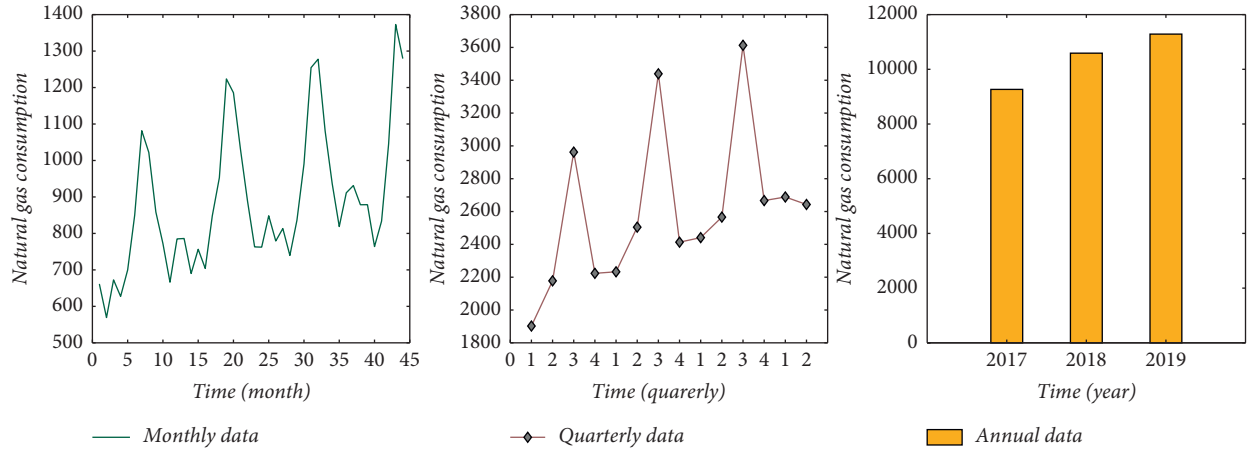 Natural gas consumption
1400
1300
1200
1100
1000
900
800
700
600
500
0 5 10 15 20 25 30 35 40 45
Time (month)
Monthly data
Natural gas consumption
3800
3600
3400
3200
3000
2800
2600
2400
2200
2000
1800
0 1 2 3 4 1 2 3 4 1 2 3 4 1 2
Time (quarerly)
Quarterly data
Natural gas consumption
12000
10000
8000
6000
4000
2000
0
2017 2018 2019
Time (year)
Annual data